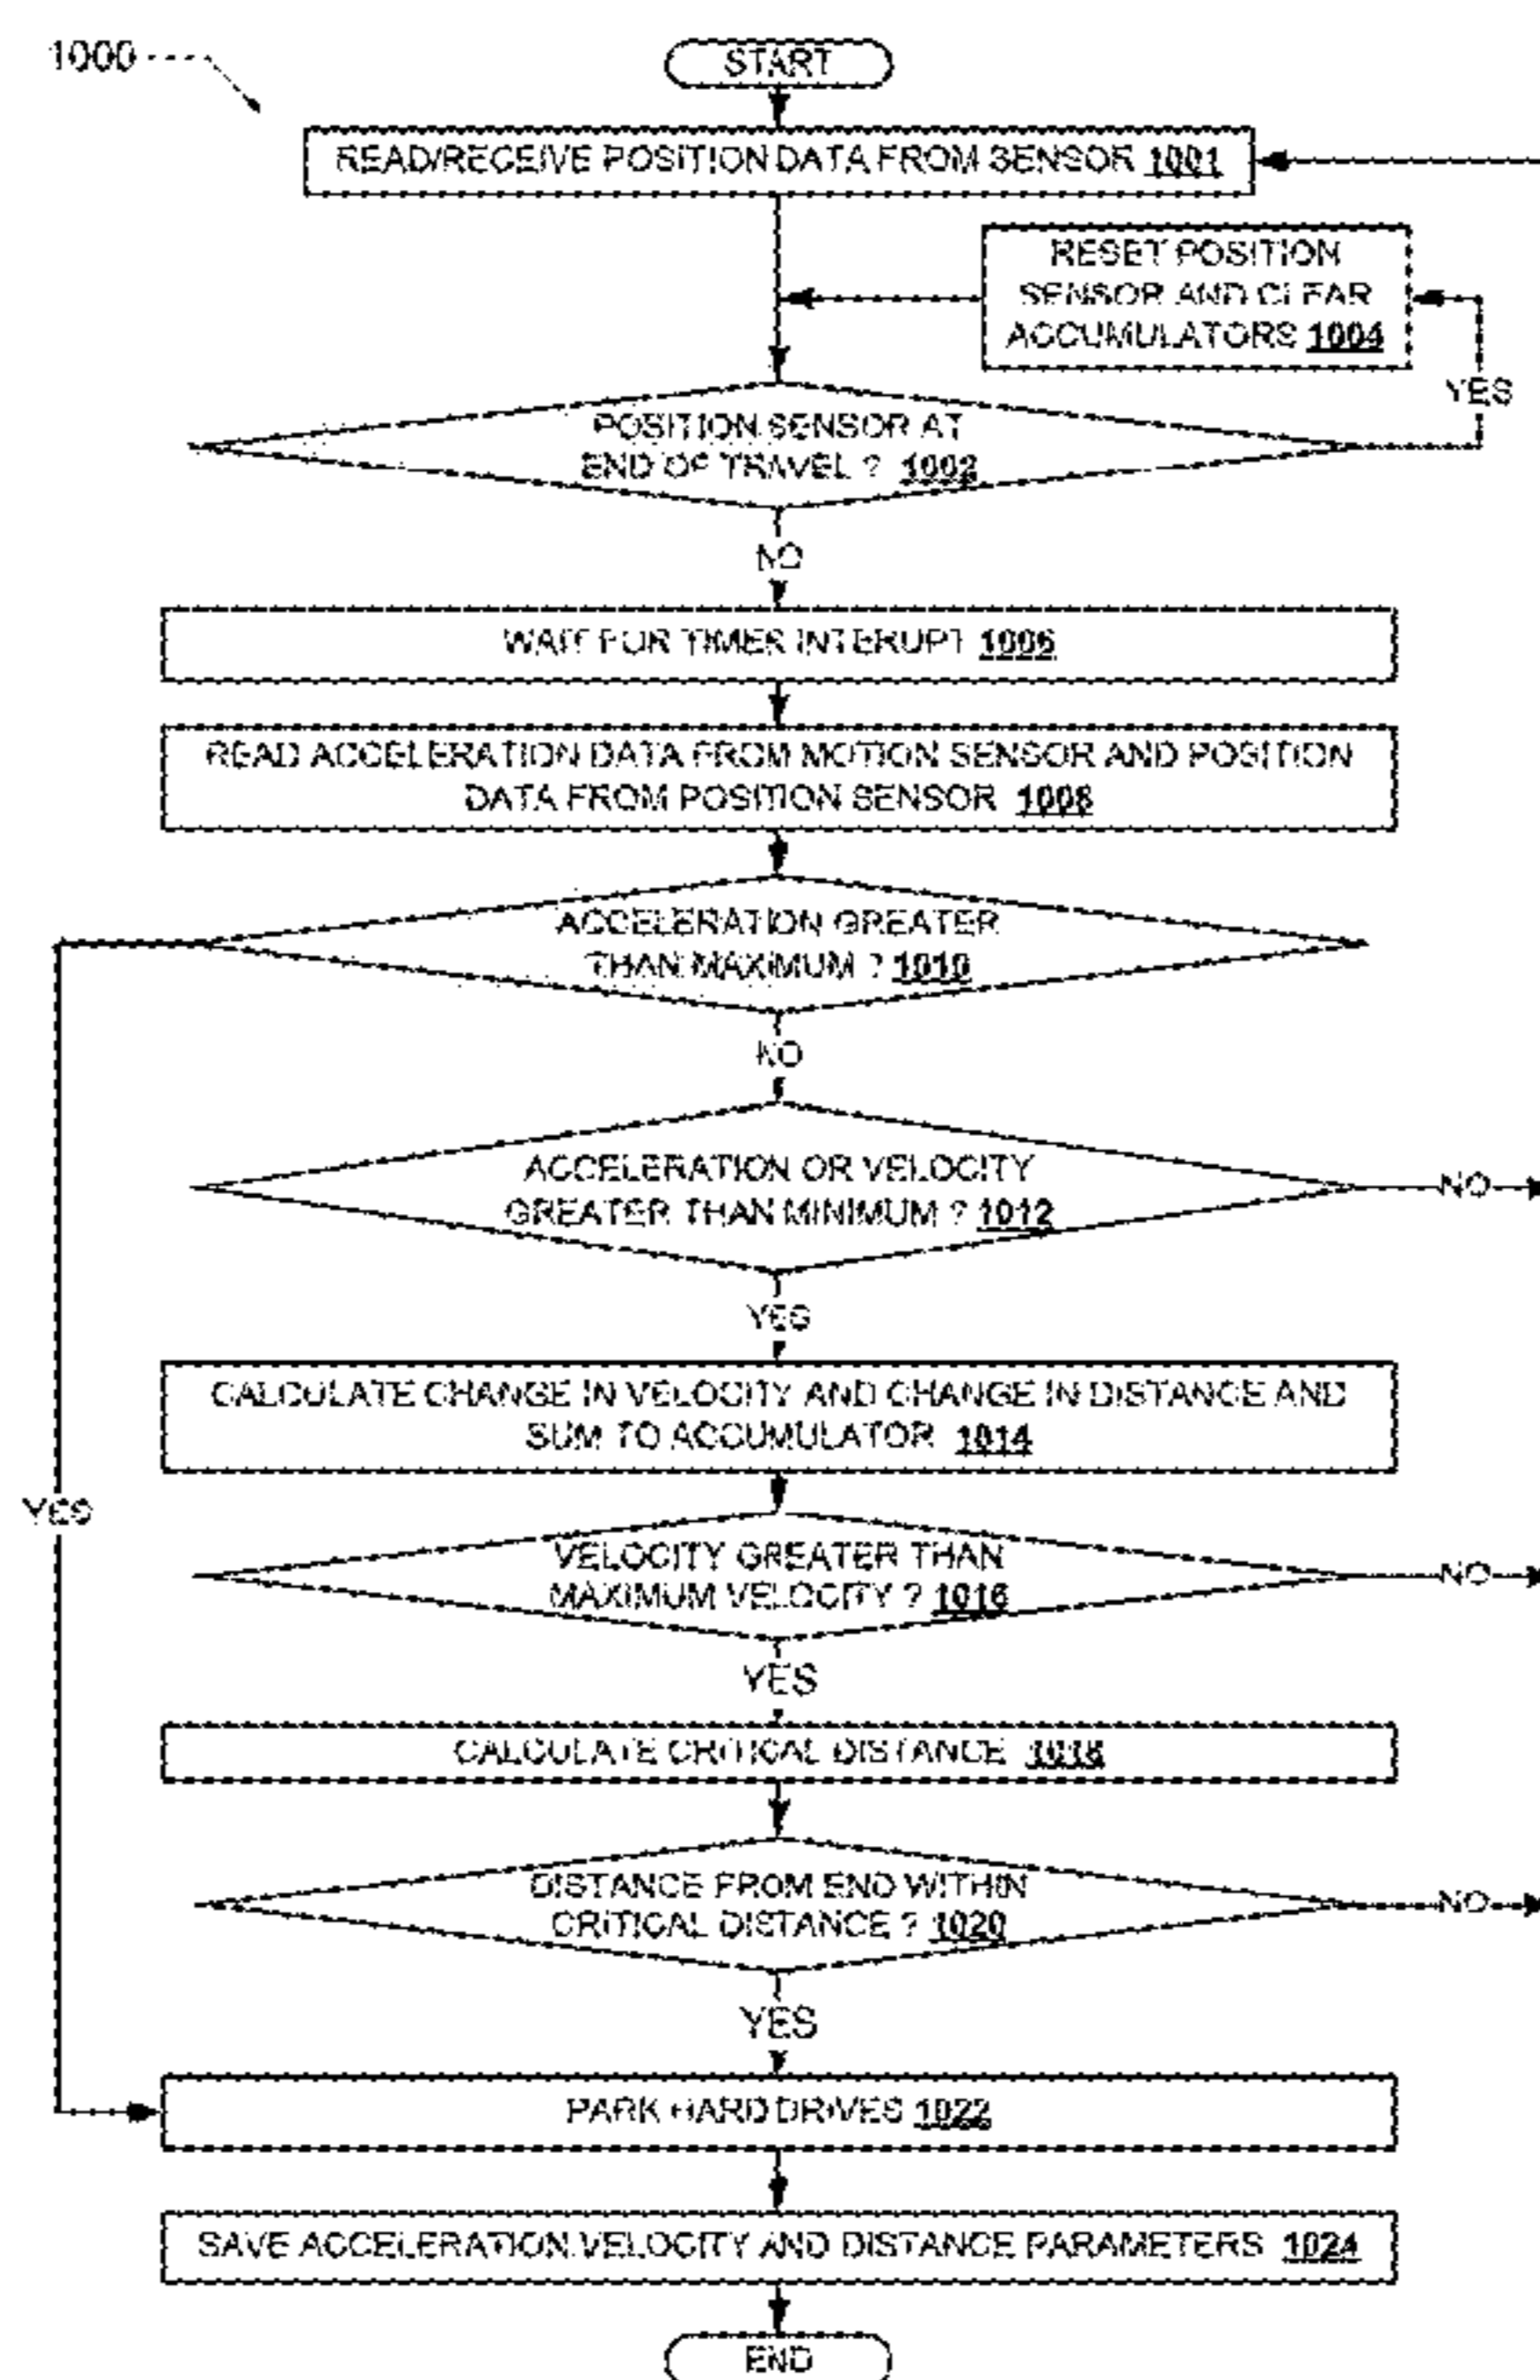 1000
START
READ/RECEIVE POSITION DATA FROM SENSOR 1001
RESET POSITION
SENSOR AND CLEAR
ACCUMULATORS 1004
YES
POSITION SENSOR AT
END OF TRAVEL ? 1002
NO
WAIT FOR TIMER INTERUPT 1006
READ ACCELERATION DATA FROM MOTION SENSOR AND POSITION
DATA FROM POSITION SENSOR 1008
ACCELERATION GREATER
THAN MAXIMUM ? 1010
NO
ACCELERATION OR VELOCITY
GREATER THAN MINIMUM ? 1012
NO
YES
CALCULATE CHANGE IN VELOCITY AND CHANGE IN DISTANCE AND
SUM TO ACCUMULATOR 1014
YES
VELOCITY GREATER THAN
MAXIMUM VELOCITY ? 1016
NO
YES
CALCULATE CRITICAL DISTANCE 1018
DISTANCE FROM END WITHIN
CRITICAL DISTANCE ? 1020
NO
YES
PARK HARD DRIVES 1022
SAVE ACCELERATION, VELOCITY AND DISTANCE PARAMETERS 1024
END